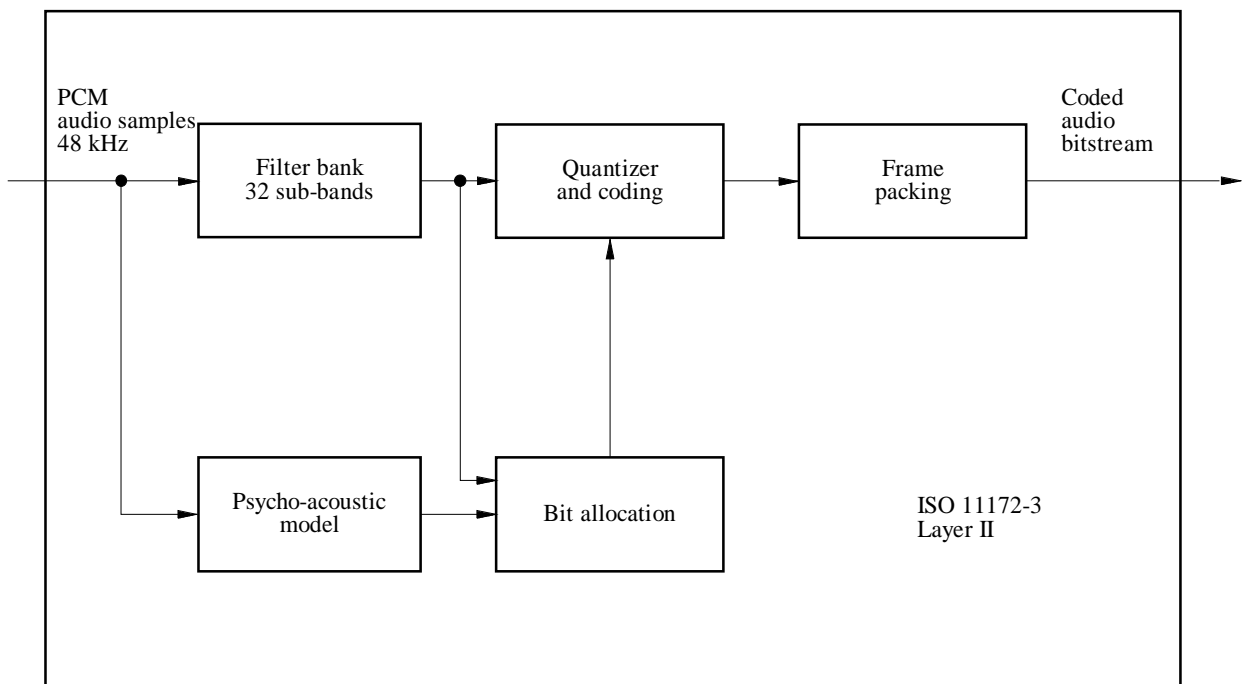 PCM
audio samples
48 kHz
Coded
audio
bitstream
Filter bank
32 sub-bands
Quantizer
and coding
Frame
packing
Psycho-acoustic
model
Bit allocation
ISO 11172-3
Layer II